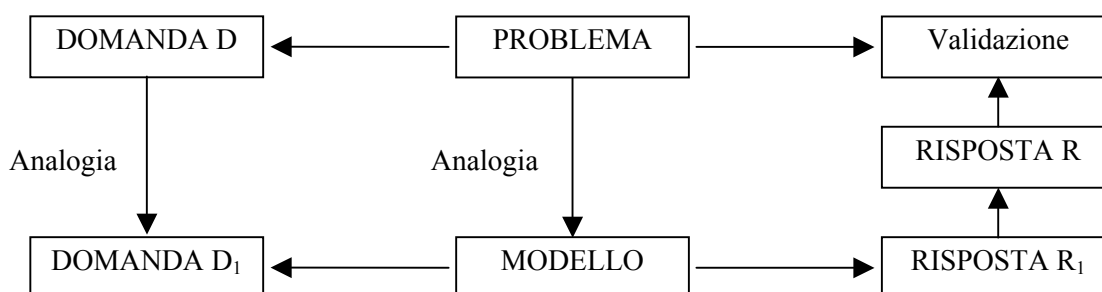 DOMANDA D
PROBLEMA
Validazione
Analogia
Analogia
RISPOSTA R
DOMANDA D₁
MODELLO
RISPOSTA R₁